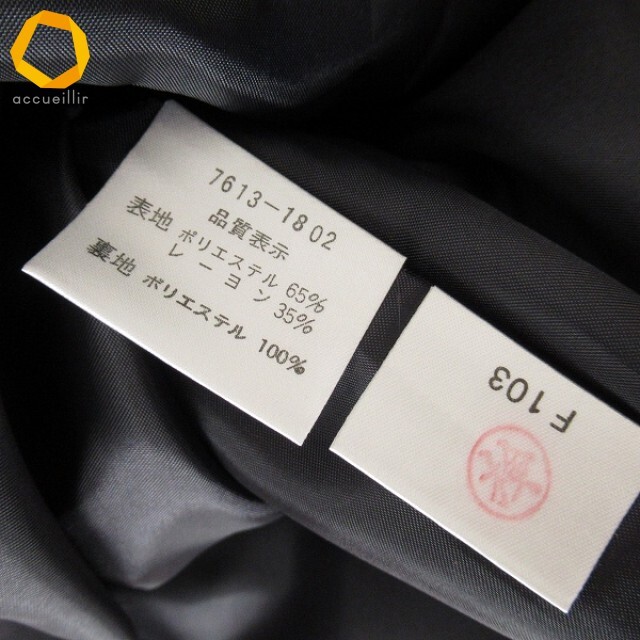 accueillir
7613-1802
品質表示
表地 ポリエステル 65%
レーヨン 35%
裏地 ポリエステル 100%
F103